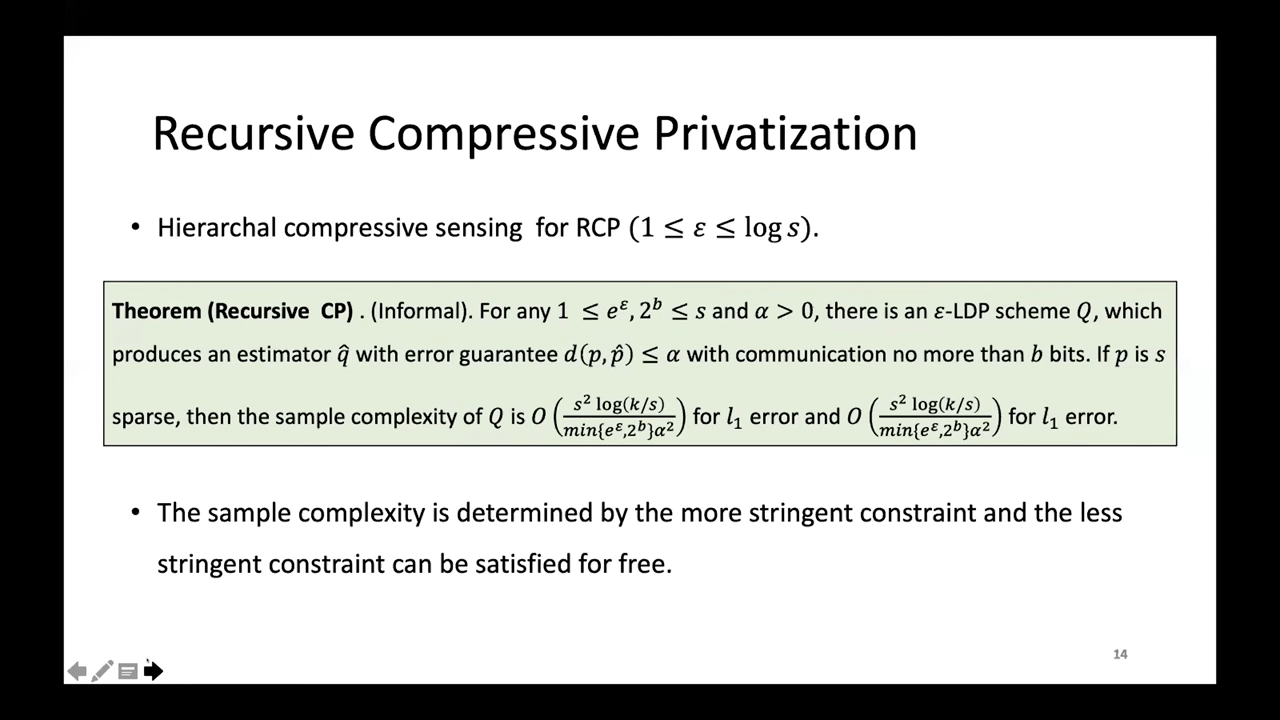 Recursive Compressive Privatization
• Hierarchal compressive sensing for RCP (1 ≤ ε ≤ log s).
Theorem (Recursive CP) . (Informal). For any 1 ≤ e^ε, 2^b ≤ s and α > 0, there is an ε-LDP scheme Q, which
produces an estimator q̂ with error guarantee d(p, p̂) ≤ α with communication no more than b bits. If p is s
sparse, then the sample complexity of Q is O (s² log(k/s) / min{e^ε,2^b}α²) for l₁ error and O (s² log(k/s) / min{e^ε,2^b}α²) for l₁ error.
• The sample complexity is determined by the more stringent constraint and the less
stringent constraint can be satisfied for free.
14